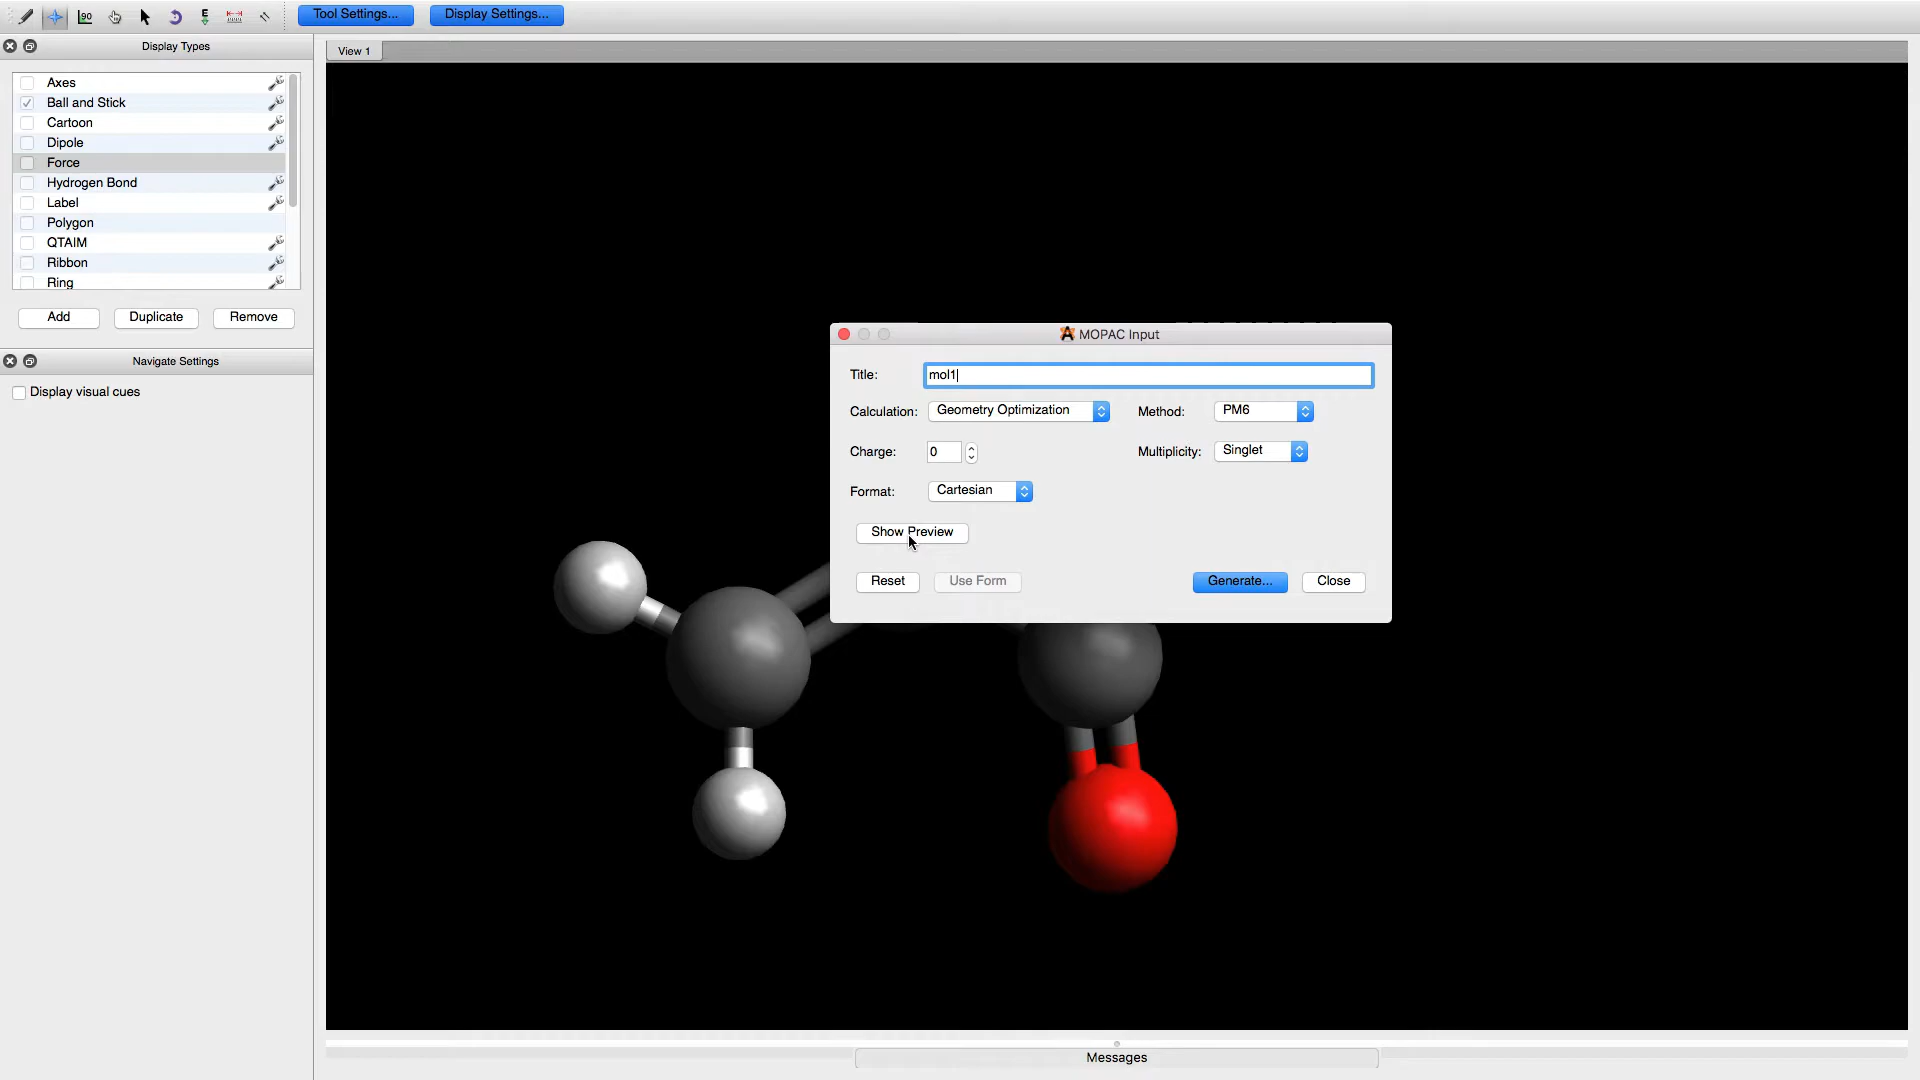 90
E
Tool Settings...
Display Settings...
Display Types
View 1
Axes
Ball and Stick
Cartoon
Dipole
Force
Hydrogen Bond
Label
Polygon
QTAIM
Ribbon
Ring
Add
Duplicate
Remove
Navigate Settings
Display visual cues
MOPAC Input
Title:
mol1
Calculation:
Geometry Optimization
Method:
PM6
Charge:
0
Multiplicity:
Singlet
Format:
Cartesian
Show Preview
Reset
Use Form
Generate...
Close
Messages